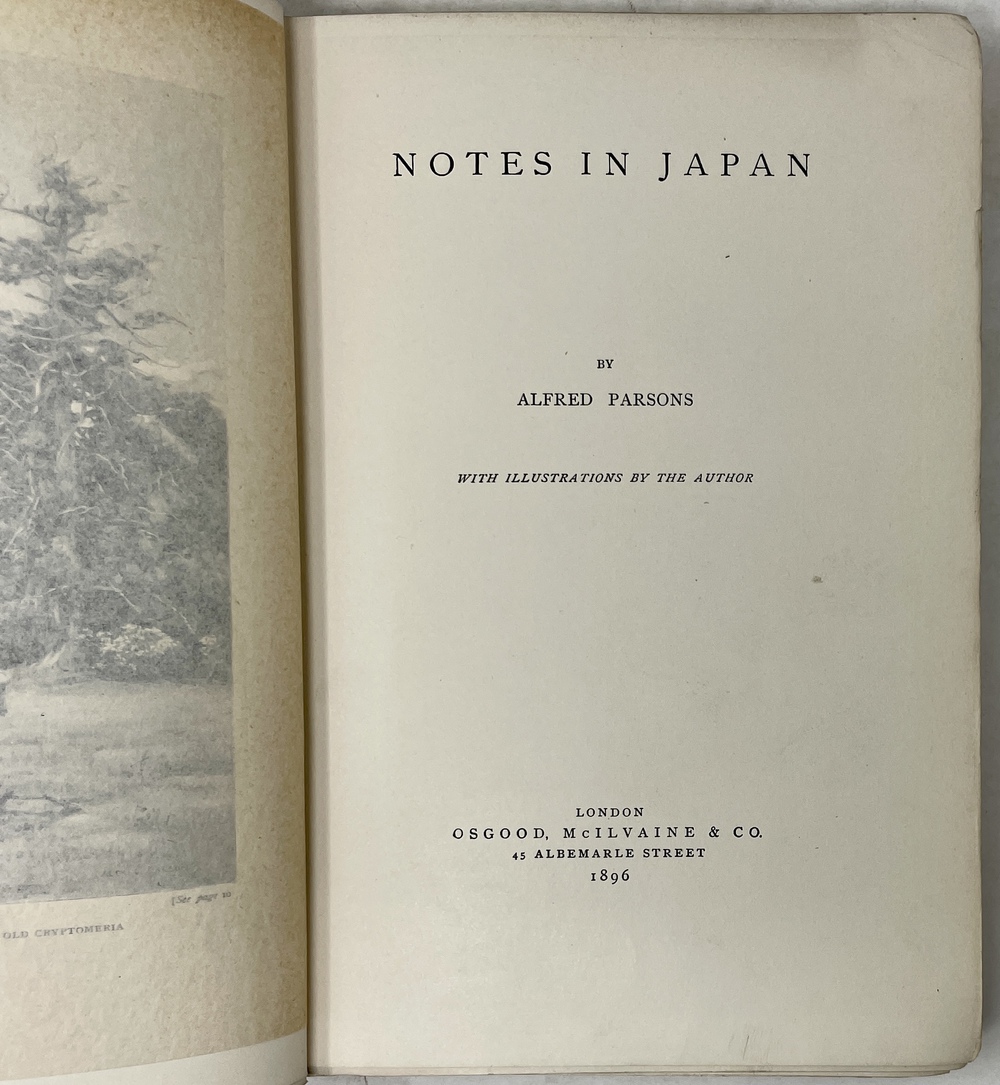 [See page 20
OLD CRYPTOMERIA
NOTES IN JAPAN
BY
ALFRED PARSONS
WITH ILLUSTRATIONS BY THE AUTHOR
LONDON
OSGOOD, McILVAINE & CO.
45 ALBEMARLE STREET
1896